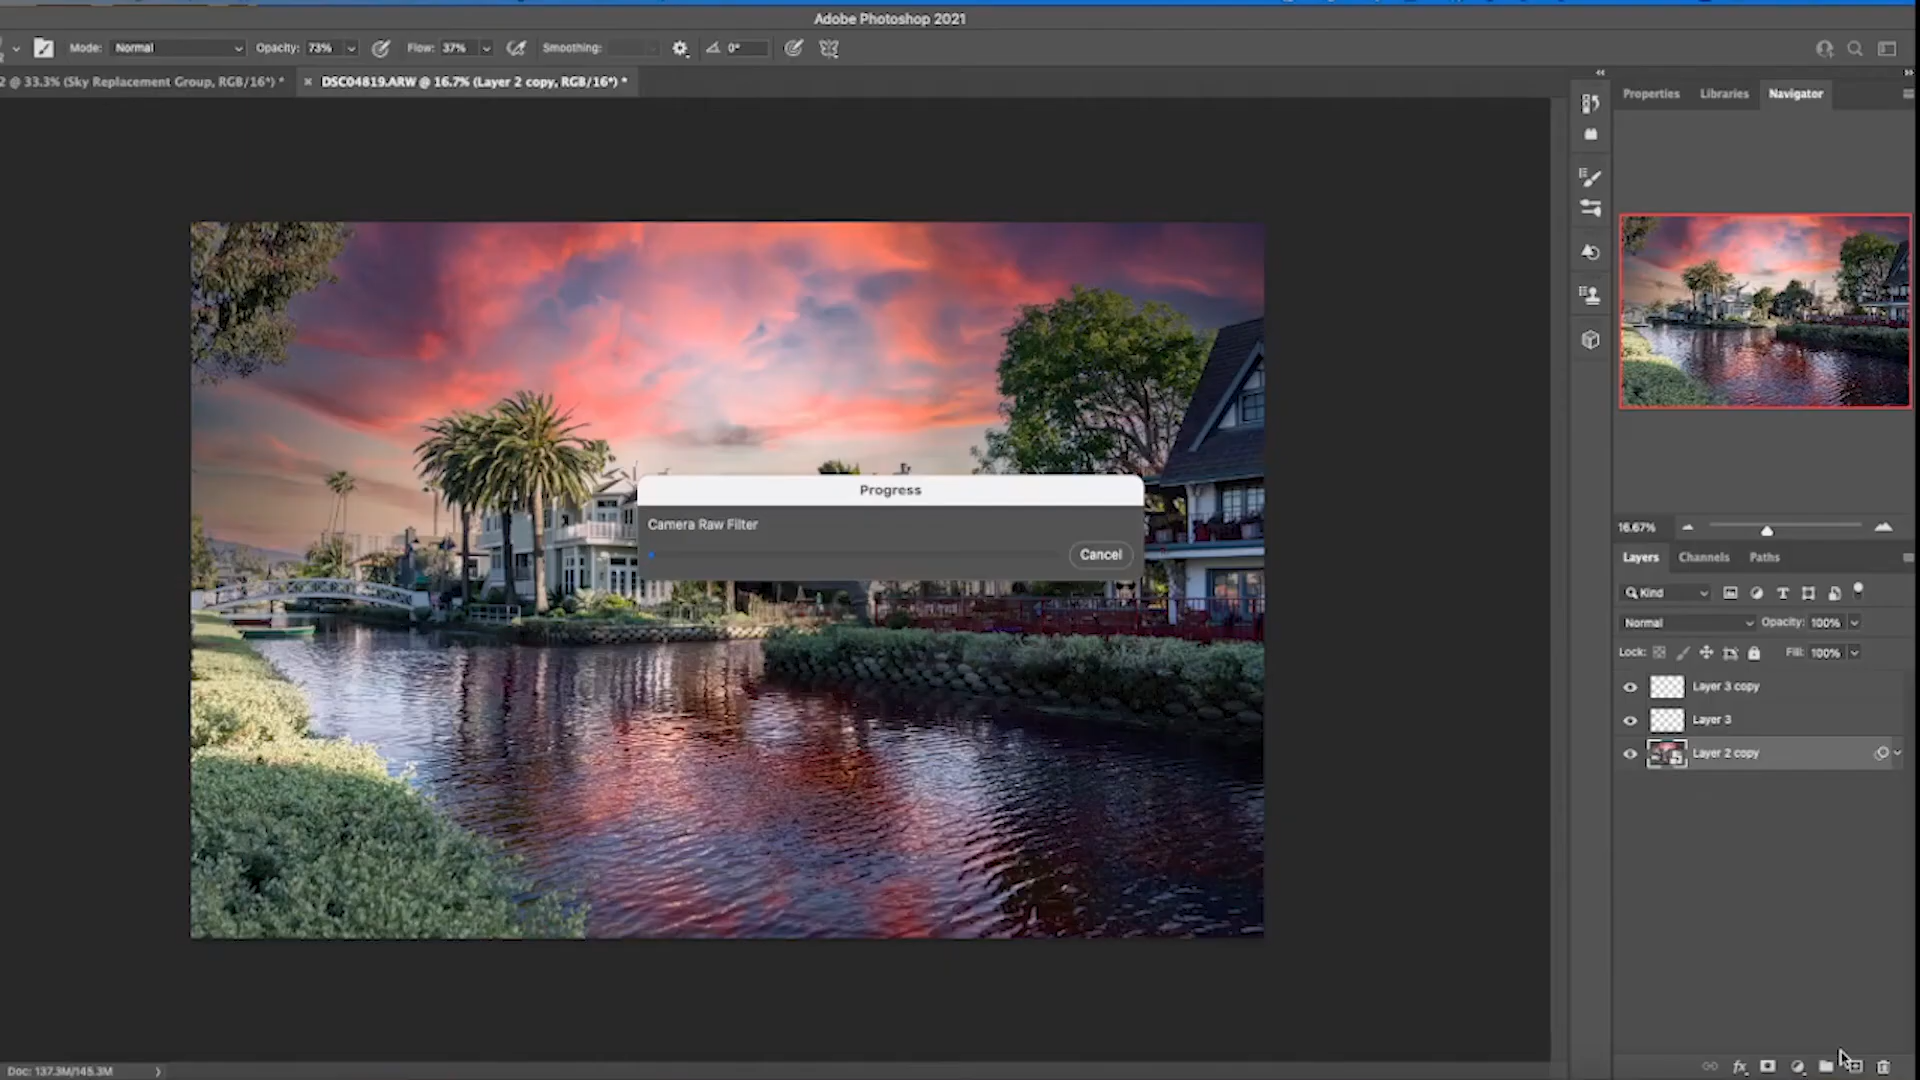 Adobe Photoshop 2021
Mode: Normal Opacity: 73% Flow: 37% Smoothing: 0°
2 @ 33.3% (Sky Replacement Group, RGB/16*) * × DSC04819.ARW @ 16.7% (Layer 2 copy, RGB/16*) *
Properties Libraries Navigator
Progress
Camera Raw Filter
Cancel
16.67%
Layers Channels Paths
Kind
Normal Opacity: 100%
Lock: Fill: 100%
Layer 3 copy
Layer 3
Layer 2 copy
fx
Doc: 137.3M/145.3M